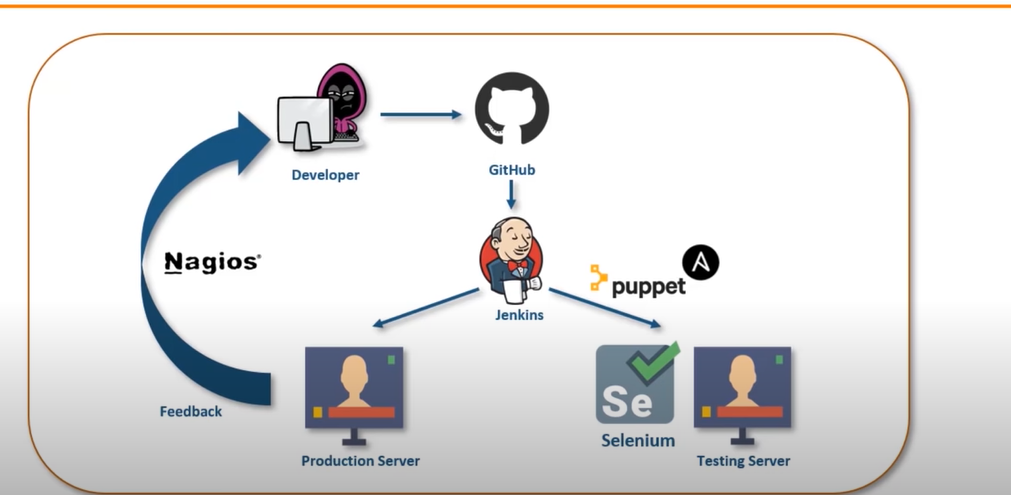 Developer
GitHub
Nagios®
puppet
A
Jenkins
Se
Feedback
Selenium
Production Server
Testing Server